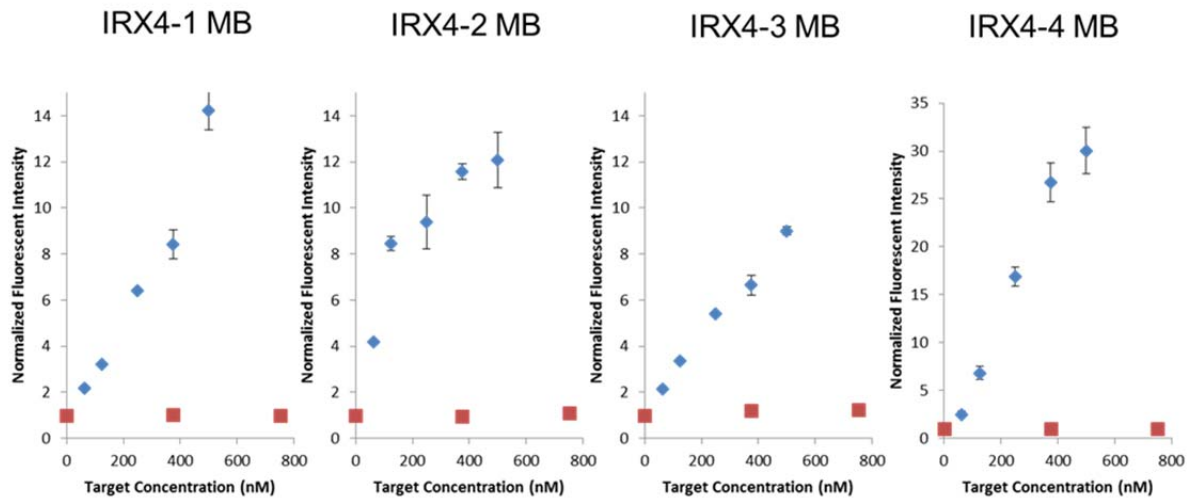 IRX4-1 MB
IRX4-2 MB
IRX4-3 MB
IRX4-4 MB
Normalized Fluorescent Intensity
14
12
10
8
6
4
2
0
0 200 400 600 800
Target Concentration (nM)
Normalized Fluorescent Intensity
14
12
10
8
6
4
2
0
0 200 400 600 800
Target Concentration (nM)
Normalized Fluorescent Intensity
14
12
10
8
6
4
2
0
0 200 400 600 800
Target Concentration (nM)
Normalized Fluorescent Intensity
35
30
25
20
15
10
5
0
0 200 400 600 800
Target Concentration (nM)